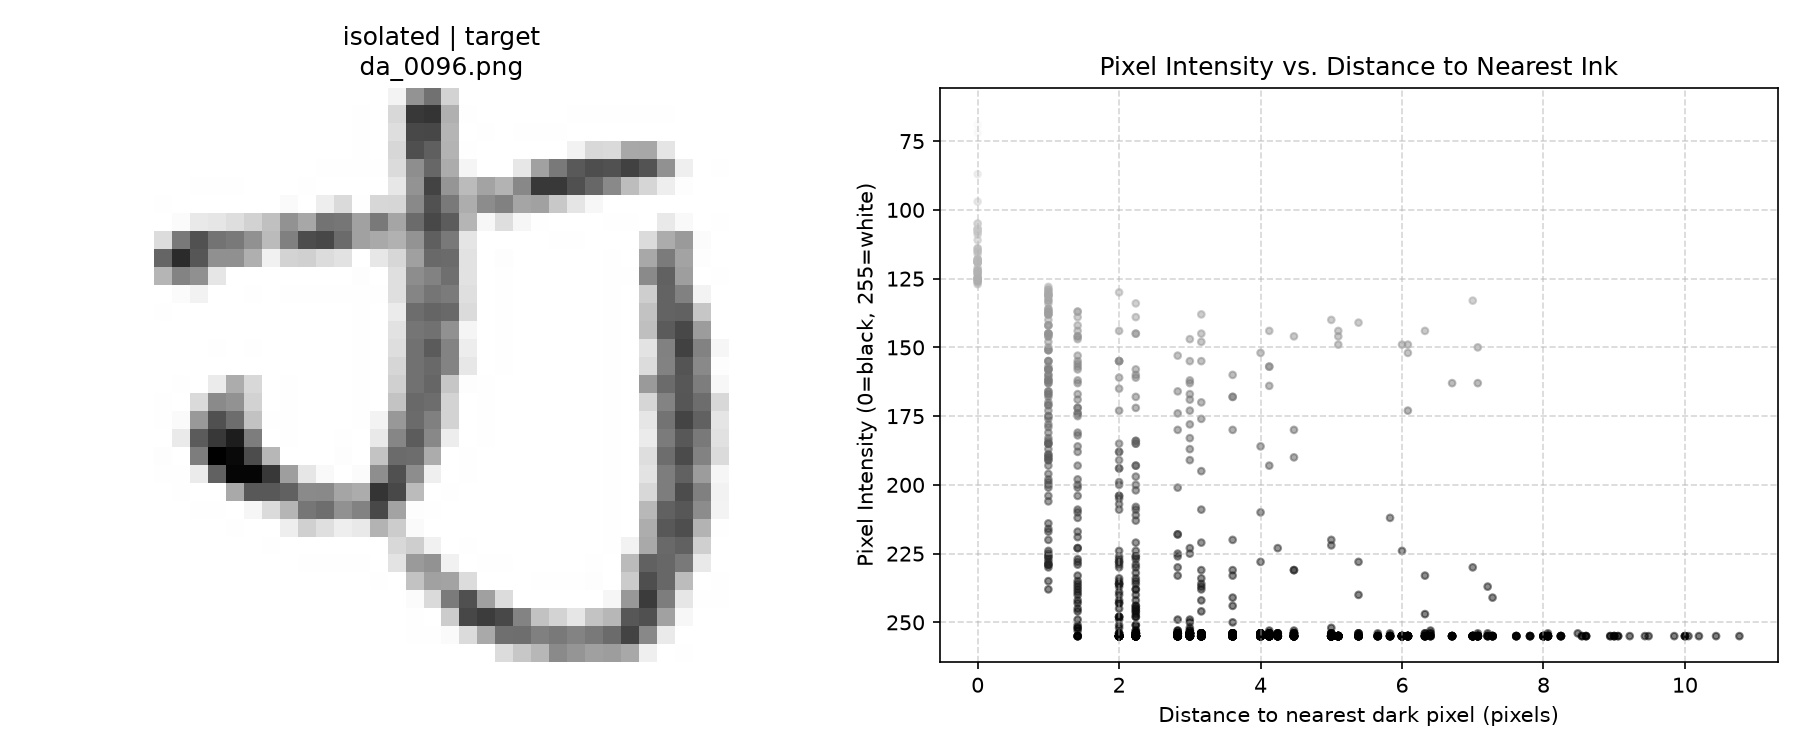 isolated | target
da_0096.png
Pixel Intensity vs. Distance to Nearest Ink
Pixel Intensity (0=black, 255=white)
75
100
125
150
175
200
225
250
0 2 4 6 8 10
Distance to nearest dark pixel (pixels)